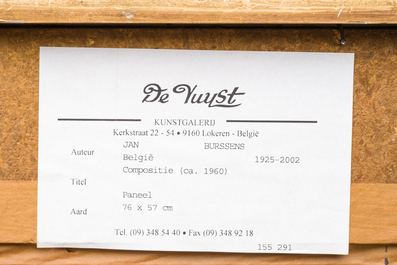 De Vuyst
KUNSTGALERIJ
Kerkstraat 22 - 54 • 9160 Lokeren - België
Auteur JAN BURSSENS
België 1925-2002
Titel Compositie (ca. 1960)
Paneel
Aard 76 x 57 cm
Tel. (09) 348 54 40 • Fax (09) 348 92 18
155 291